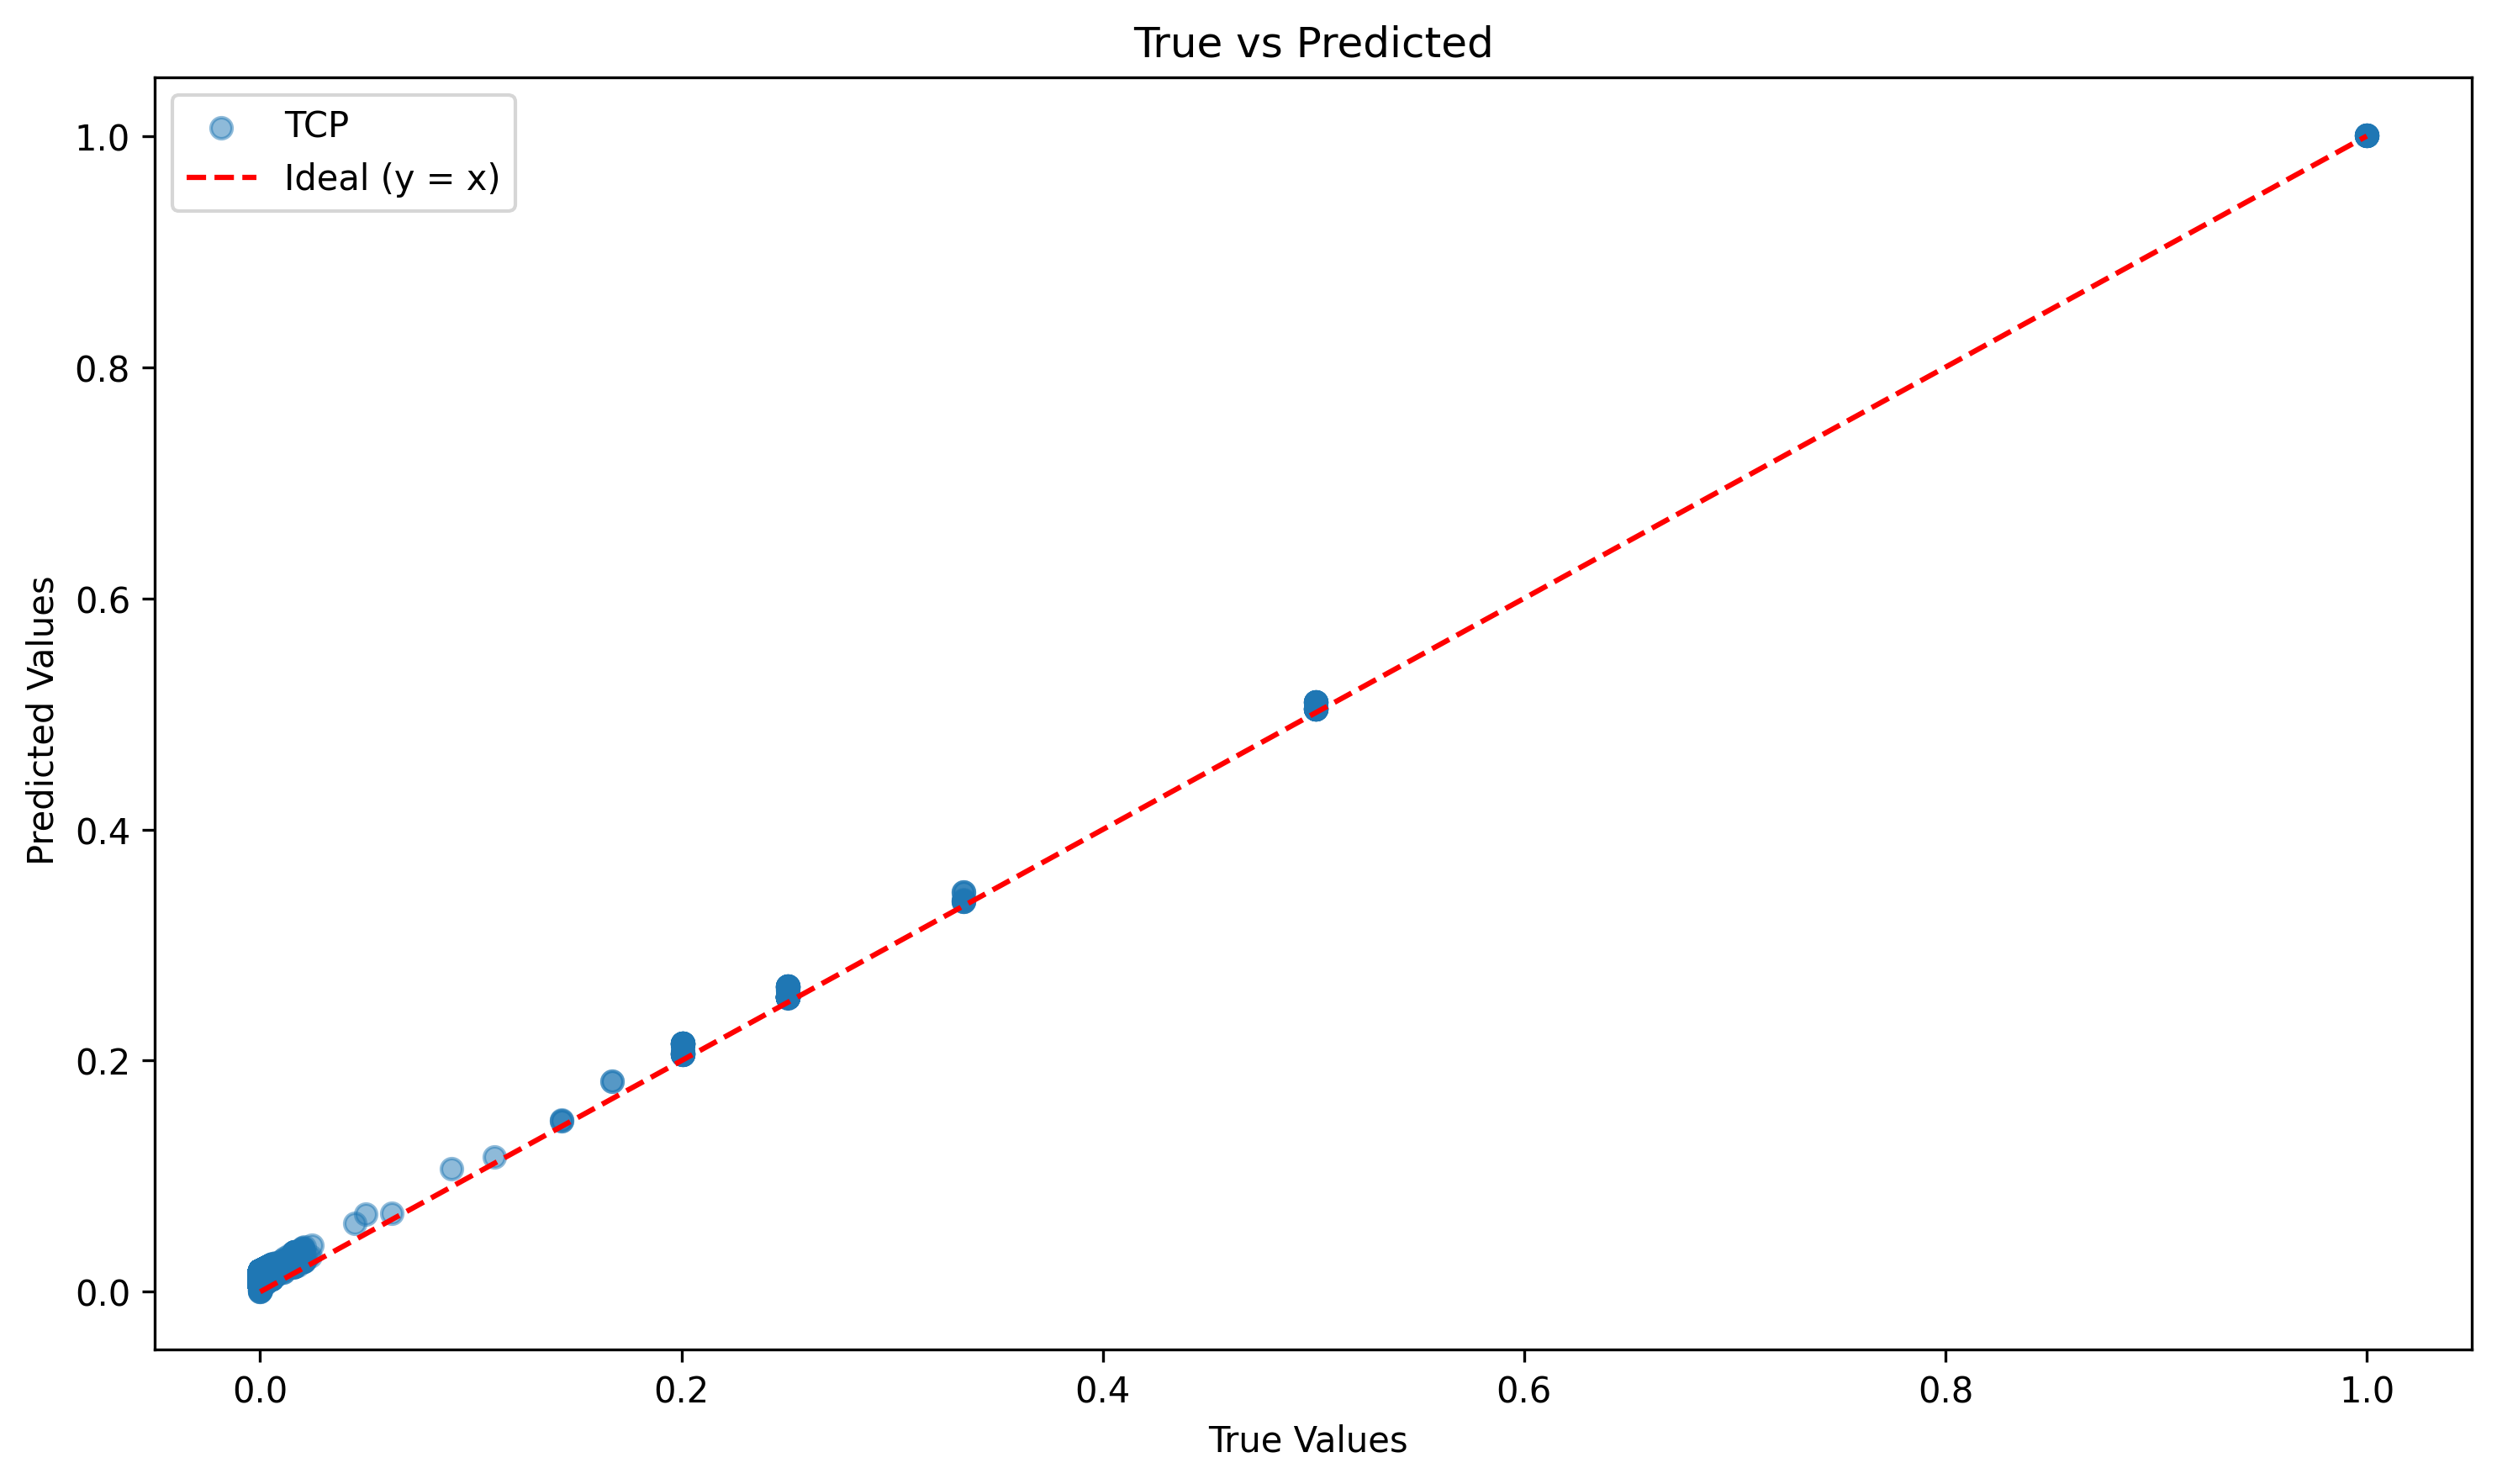 True vs Predicted
TCP
Ideal (y = x)
1.0
0.8
0.6
0.4
0.2
0.0
Predicted Values
0.0 0.2 0.4 0.6 0.8 1.0
True Values